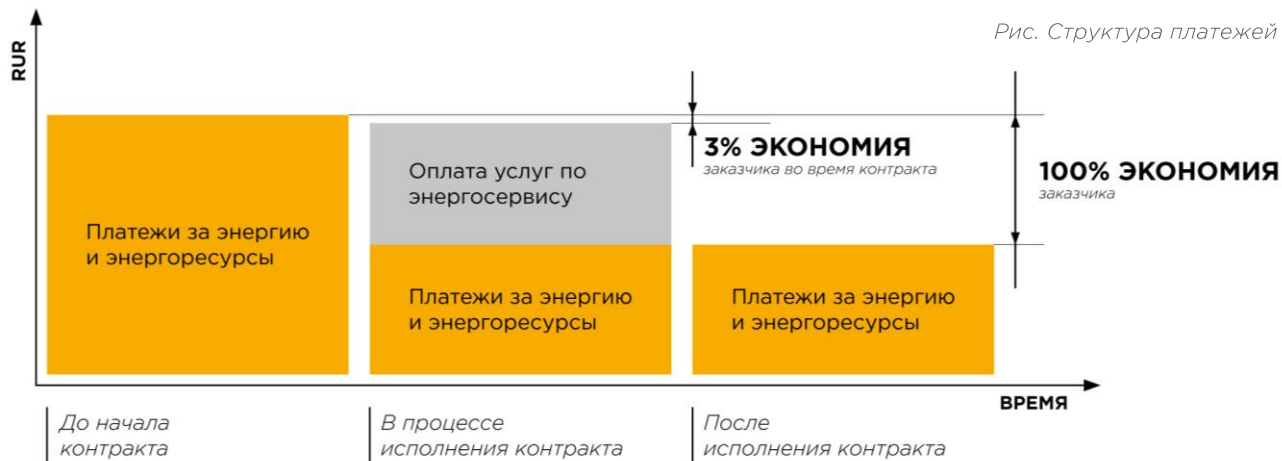 Рис. Структура платежей
RUR
3% ЭКОНОМИЯ
заказчика во время контракта
100% ЭКОНОМИЯ
заказчика
Платежи за энергию
и энергоресурсы
Оплата услуг по
энергосервису
Платежи за энергию
и энергоресурсы
Платежи за энергию
и энергоресурсы
ВРЕМЯ
До начала
контракта
В процессе
исполнения контракта
После
исполнения контракта